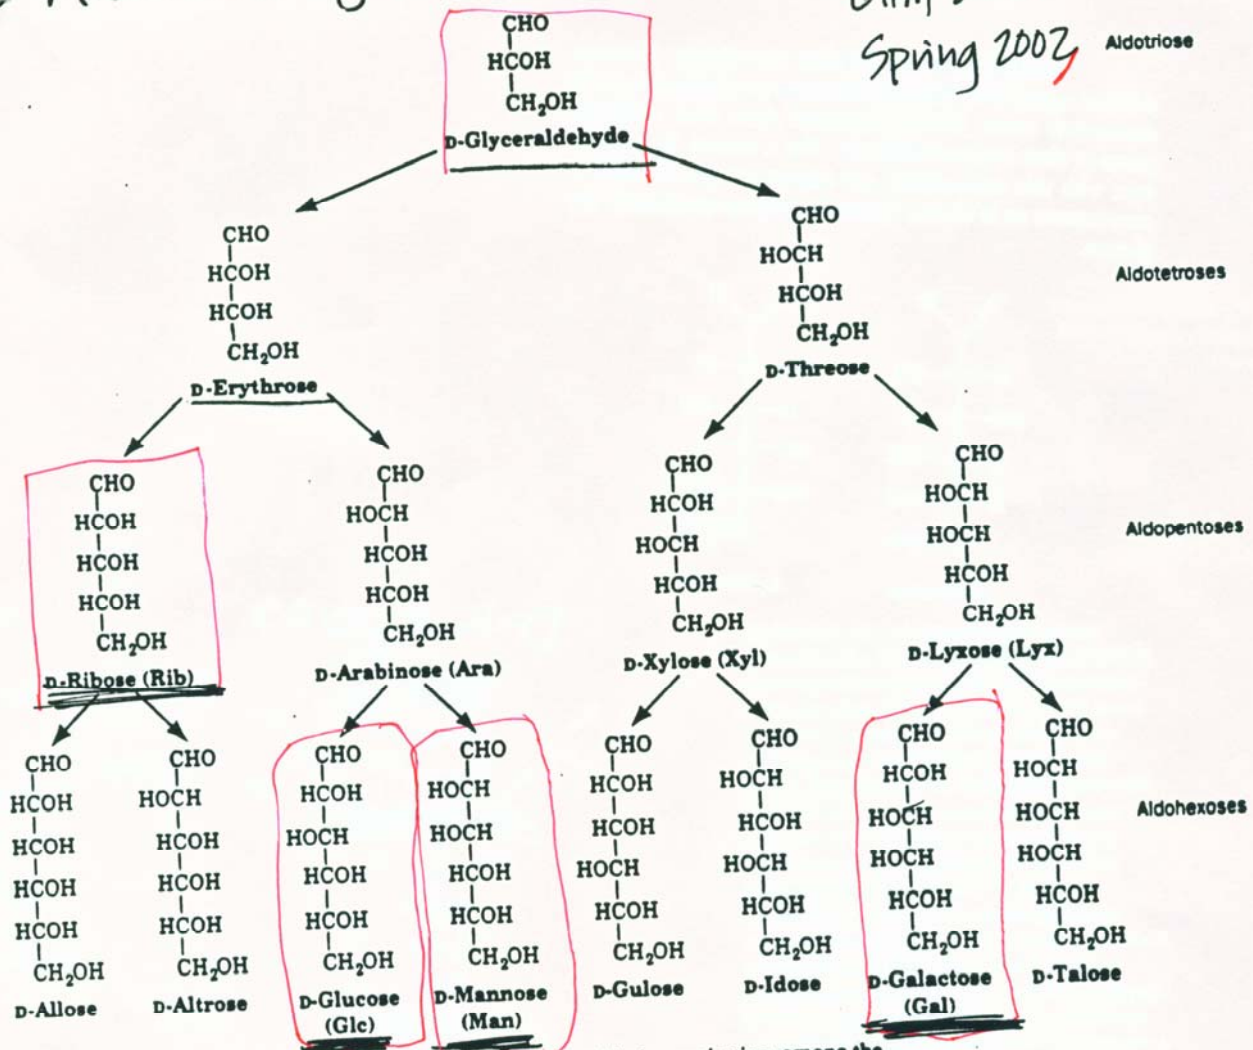 Spring 2002,
Aldotriose
CHO
HCOH
CH₂OH
D-Glyceraldehyde
CHO
HCOH
HCOH
CH₂OH
D-Erythrose
CHO
HOCH
HCOH
CH₂OH
D-Threose
Aldotetroses
CHO
HCOH
HCOH
HCOH
CH₂OH
D-Ribose (Rib)
CHO
HOCH
HCOH
HCOH
CH₂OH
D-Arabinose (Ara)
CHO
HCOH
HOCH
HCOH
CH₂OH
D-Xylose (Xyl)
CHO
HOCH
HOCH
HCOH
CH₂OH
D-Lyxose (Lyx)
Aldopentoses
CHO
HCOH
HCOH
HCOH
HCOH
CH₂OH
D-Allose
CHO
HOCH
HCOH
HCOH
HCOH
CH₂OH
D-Altrose
CHO
HCOH
HOCH
HCOH
HCOH
CH₂OH
D-Glucose
(Glc)
CHO
HOCH
HOCH
HCOH
HCOH
CH₂OH
D-Mannose
(Man)
CHO
HCOH
HCOH
HOCH
HCOH
CH₂OH
D-Gulose
CHO
HOCH
HCOH
HOCH
HCOH
CH₂OH
D-Idose
CHO
HCOH
HOCH
HOCH
HCOH
CH₂OH
D-Galactose
(Gal)
CHO
HOCH
HOCH
HOCH
HCOH
CH₂OH
D-Talose
Aldohexoses
among the